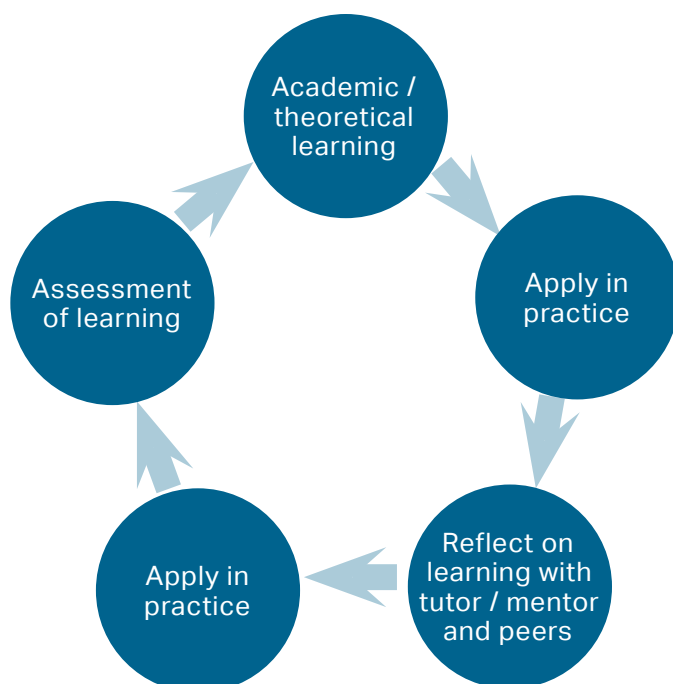 Academic /
theoretical
learning
Apply in
practice
Reflect on
learning with
tutor / mentor
and peers
Apply in
practice
Assessment
of learning